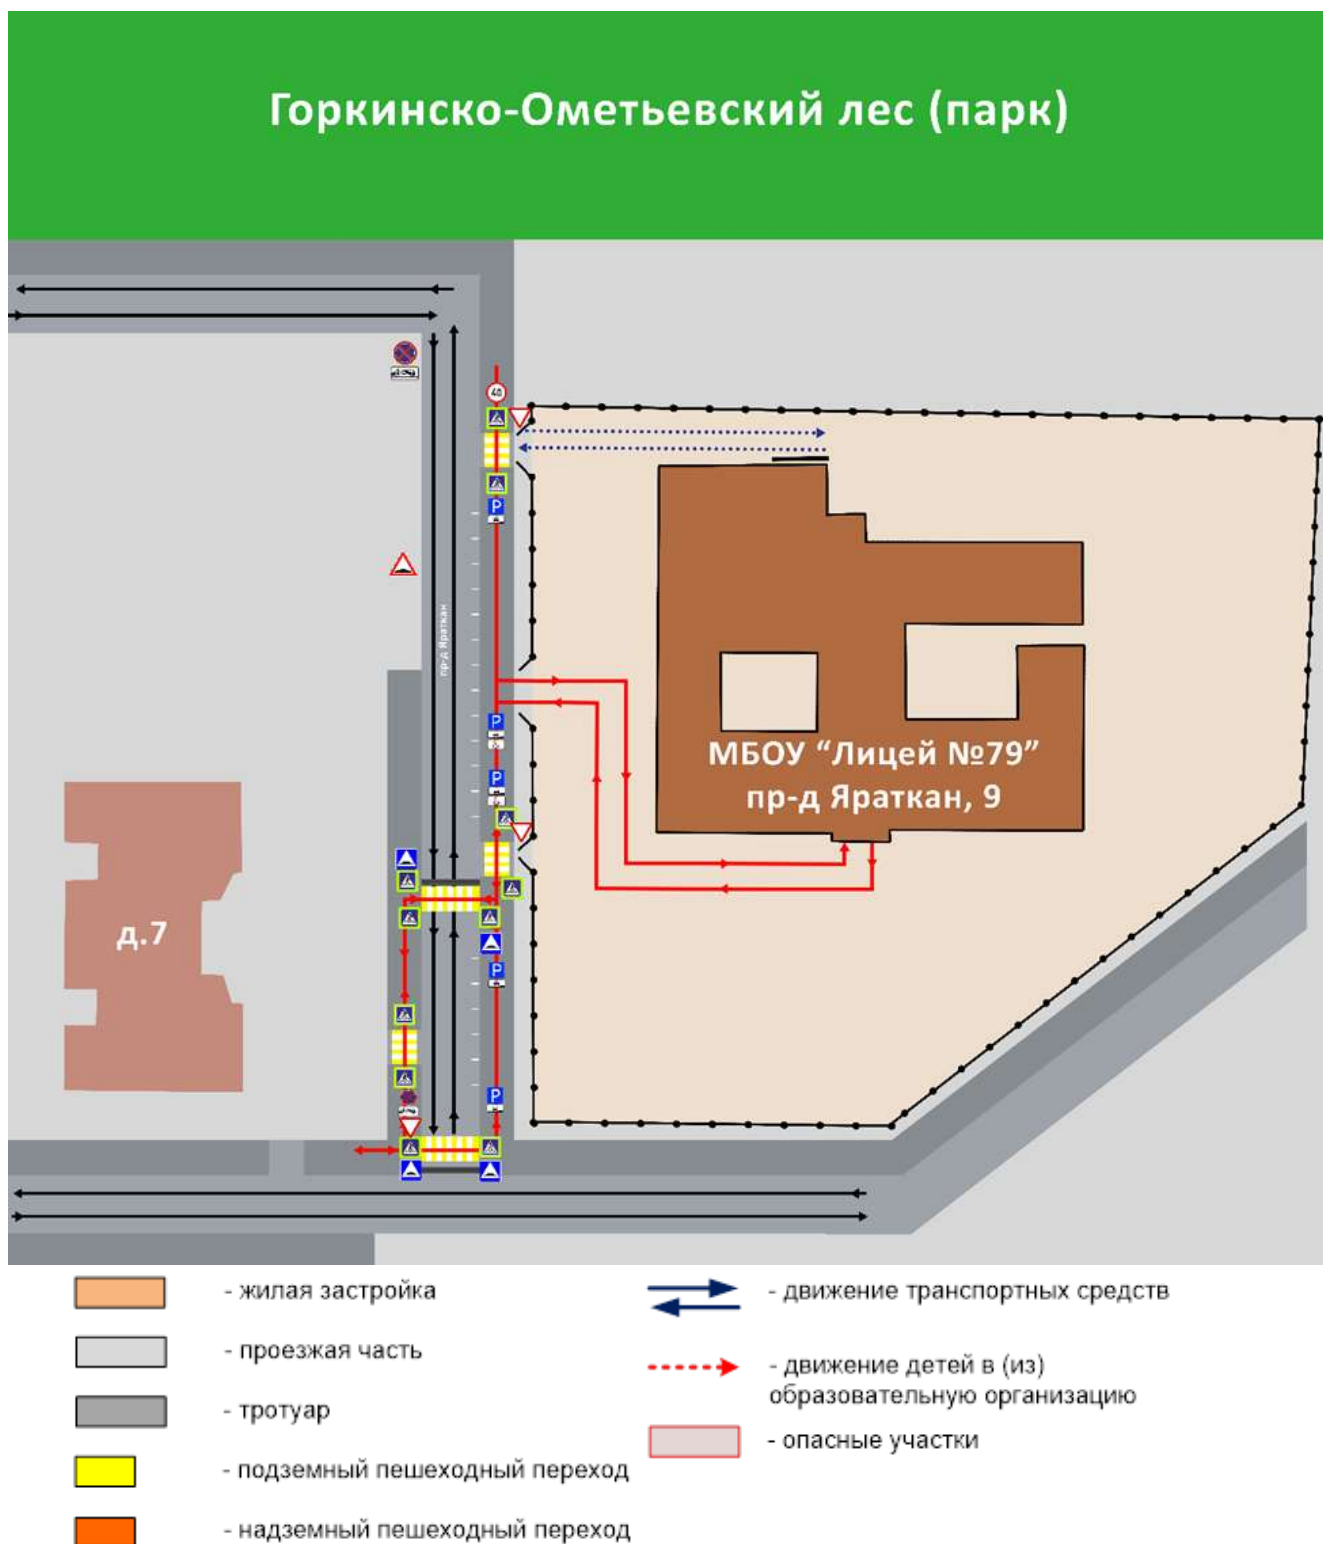 Горкинско-Ометьевский лес (парк)
40
P
пр-д Яраткан
P
P
МБОУ “Лицей №79”
пр-д Яраткан, 9
д.7
P
P
- жилая застройка
- проезжая часть
- тротуар
- подземный пешеходный переход
- надземный пешеходный переход
- движение транспортных средств
- движение детей в (из)
образовательную организацию
- опасные участки